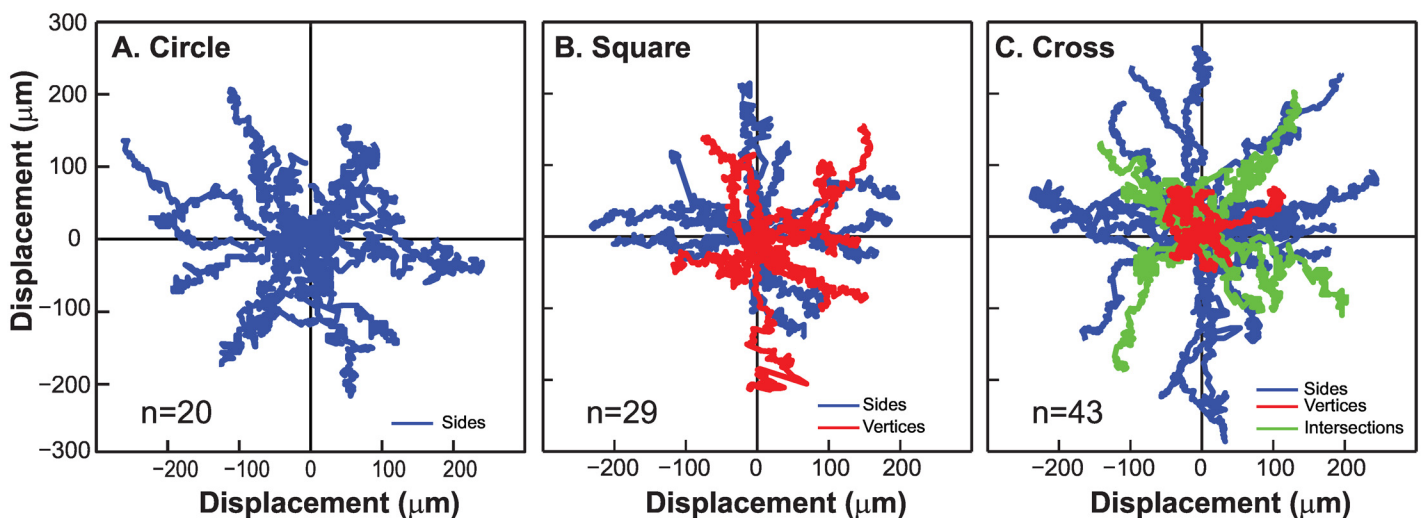 A. Circle
B. Square
C. Cross
Displacement (μm)
300
200
100
0
−100
−200
−300
n=20
Sides
n=29
Sides
Vertices
n=43
Sides
Vertices
Intersections
−200 −100 0 100 200
−200 −100 0 100 200
−200 −100 0 100 200
Displacement (μm)
Displacement (μm)
Displacement (μm)